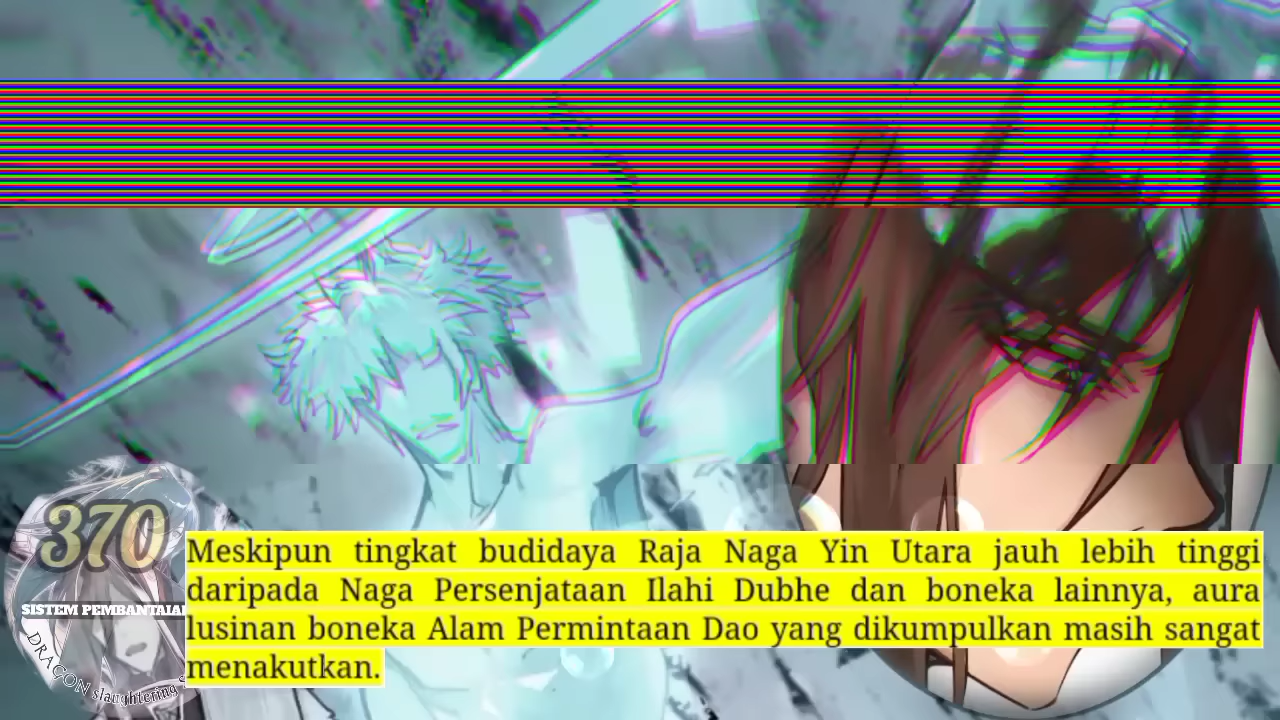 370
SISTEM PEMBANTAIAN
DRAGON slaughtering
Meskipun tingkat budidaya Raja Naga Yin Utara jauh lebih tinggi
daripada Naga Persenjataan Ilahi Dubhe dan boneka lainnya, aura
lusinan boneka Alam Permintaan Dao yang dikumpulkan masih sangat
menakutkan.